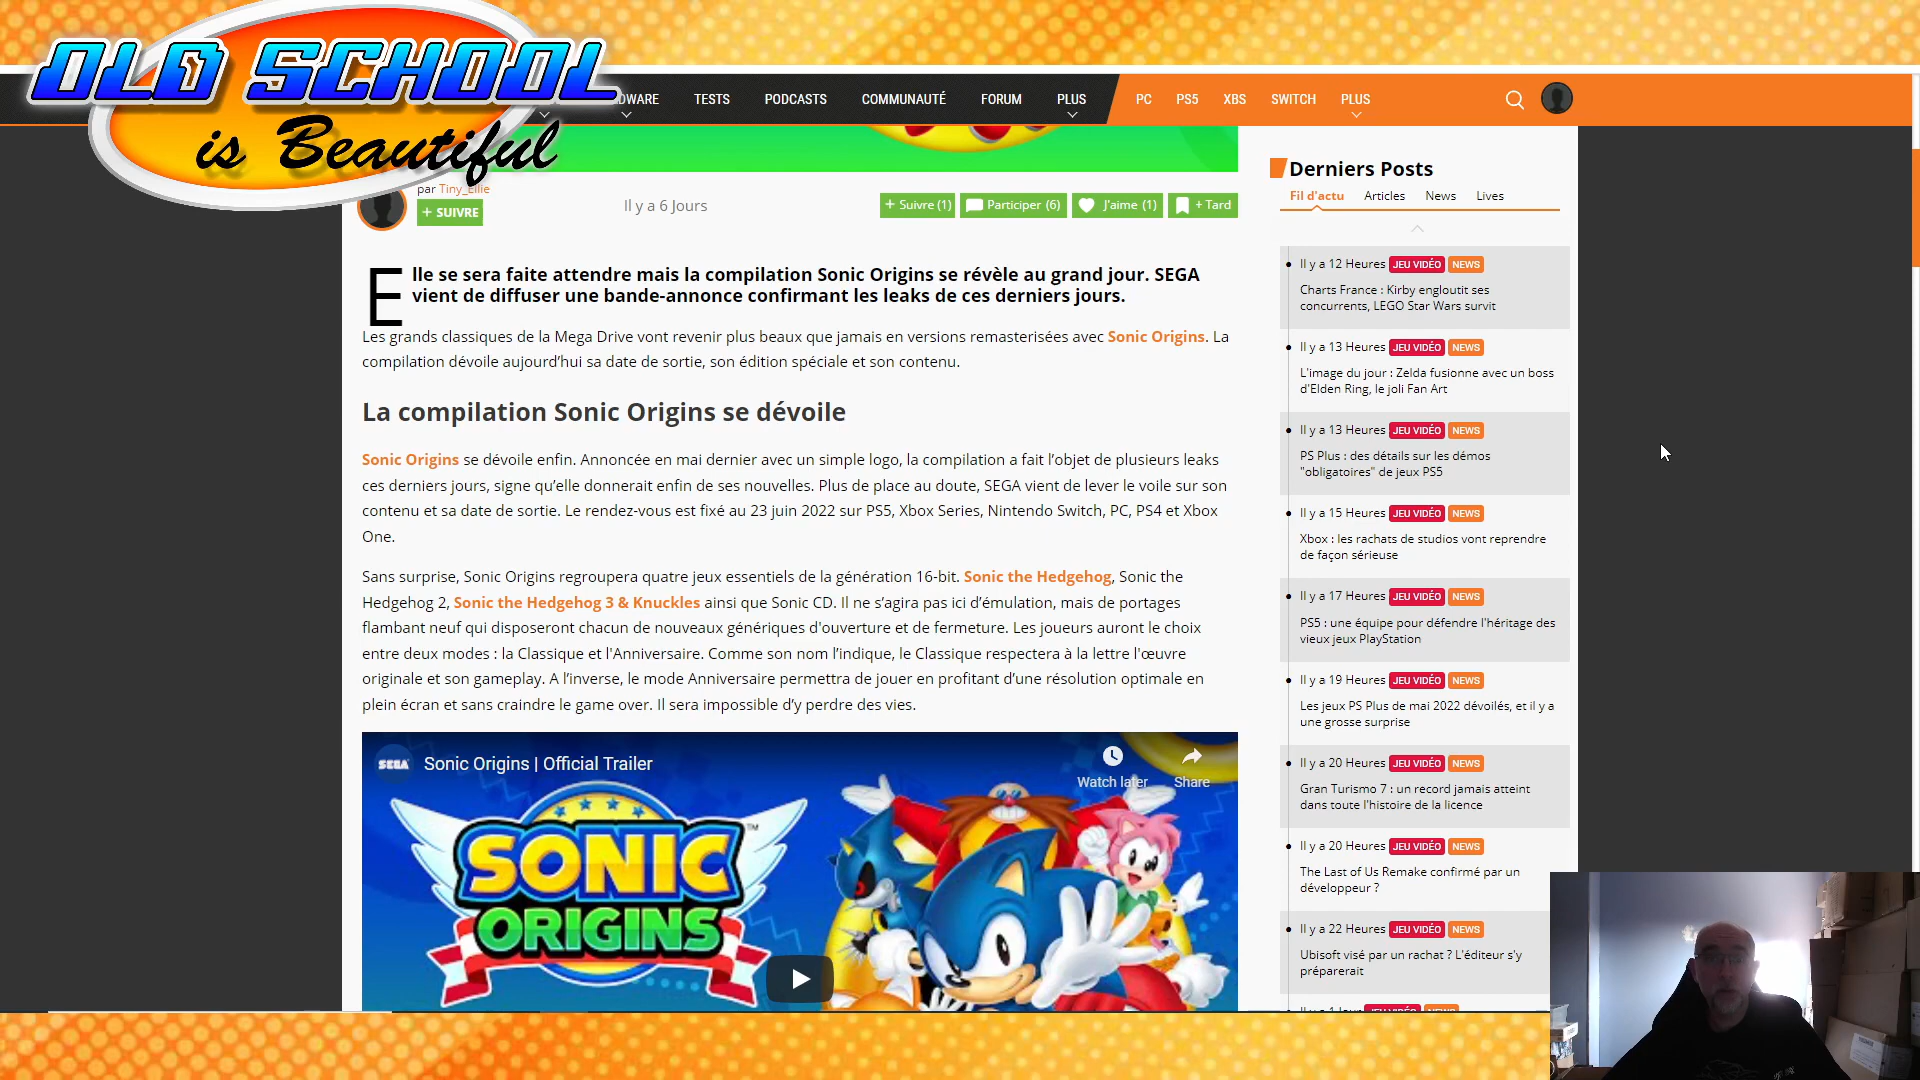 OLD SCHOOL
is Beautiful
DWARE
TESTS
PODCASTS
COMMUNAUTÉ
FORUM
PLUS
PC
PS5
XBS
SWITCH
PLUS
par Tiny_Ellie
+ SUIVRE
Il y a 6 Jours
+ Suivre (1)
Participer (6)
J'aime (1)
+ Tard
Elle se sera faite attendre mais la compilation Sonic Origins se révèle au grand jour. SEGA
vient de diffuser une bande-annonce confirmant les leaks de ces derniers jours.
Les grands classiques de la Mega Drive vont revenir plus beaux que jamais en versions remasterisées avec Sonic Origins. La
compilation dévoile aujourd’hui sa date de sortie, son édition spéciale et son contenu.
La compilation Sonic Origins se dévoile
Sonic Origins se dévoile enfin. Annoncée en mai dernier avec un simple logo, la compilation a fait l’objet de plusieurs leaks
ces derniers jours, signe qu’elle donnerait enfin de ses nouvelles. Plus de place au doute, SEGA vient de lever le voile sur son
contenu et sa date de sortie. Le rendez-vous est fixé au 23 juin 2022 sur PS5, Xbox Series, Nintendo Switch, PC, PS4 et Xbox
One.
Sans surprise, Sonic Origins regroupera quatre jeux essentiels de la génération 16-bit. Sonic the Hedgehog, Sonic the
Hedgehog 2, Sonic the Hedgehog 3 & Knuckles ainsi que Sonic CD. Il ne s’agira pas ici d’émulation, mais de portages
flambant neuf qui disposeront chacun de nouveaux génériques d'ouverture et de fermeture. Les joueurs auront le choix
entre deux modes : la Classique et l'Anniversaire. Comme son nom l’indique, le Classique respectera à la lettre l'œuvre
originale et son gameplay. A l’inverse, le mode Anniversaire permettra de jouer en profitant d’une résolution optimale en
plein écran et sans craindre le game over. Il sera impossible d’y perdre des vies.
SEGA
Sonic Origins | Official Trailer
Watch later
Share
SONIC
ORIGINS
TM
Derniers Posts
Fil d'actu
Articles
News
Lives
Il y a 12 Heures JEU VIDÉO NEWS
Charts France : Kirby engloutit ses
concurrents, LEGO Star Wars survit
Il y a 13 Heures JEU VIDÉO NEWS
L'image du jour : Zelda fusionne avec un boss
d'Elden Ring, le joli Fan Art
Il y a 13 Heures JEU VIDÉO NEWS
PS Plus : des détails sur les démos
"obligatoires" de jeux PS5
Il y a 15 Heures JEU VIDÉO NEWS
Xbox : les rachats de studios vont reprendre
de façon sérieuse
Il y a 17 Heures JEU VIDÉO NEWS
PS5 : une équipe pour défendre l'héritage des
vieux jeux PlayStation
Il y a 19 Heures JEU VIDÉO NEWS
Les jeux PS Plus de mai 2022 dévoilés, et il y a
une grosse surprise
Il y a 20 Heures JEU VIDÉO NEWS
Gran Turismo 7 : un record jamais atteint
dans toute l'histoire de la licence
Il y a 20 Heures JEU VIDÉO NEWS
The Last of Us Remake confirmé par un
développeur ?
Il y a 22 Heures JEU VIDÉO NEWS
Ubisoft visé par un rachat ? L'éditeur s'y
préparerait